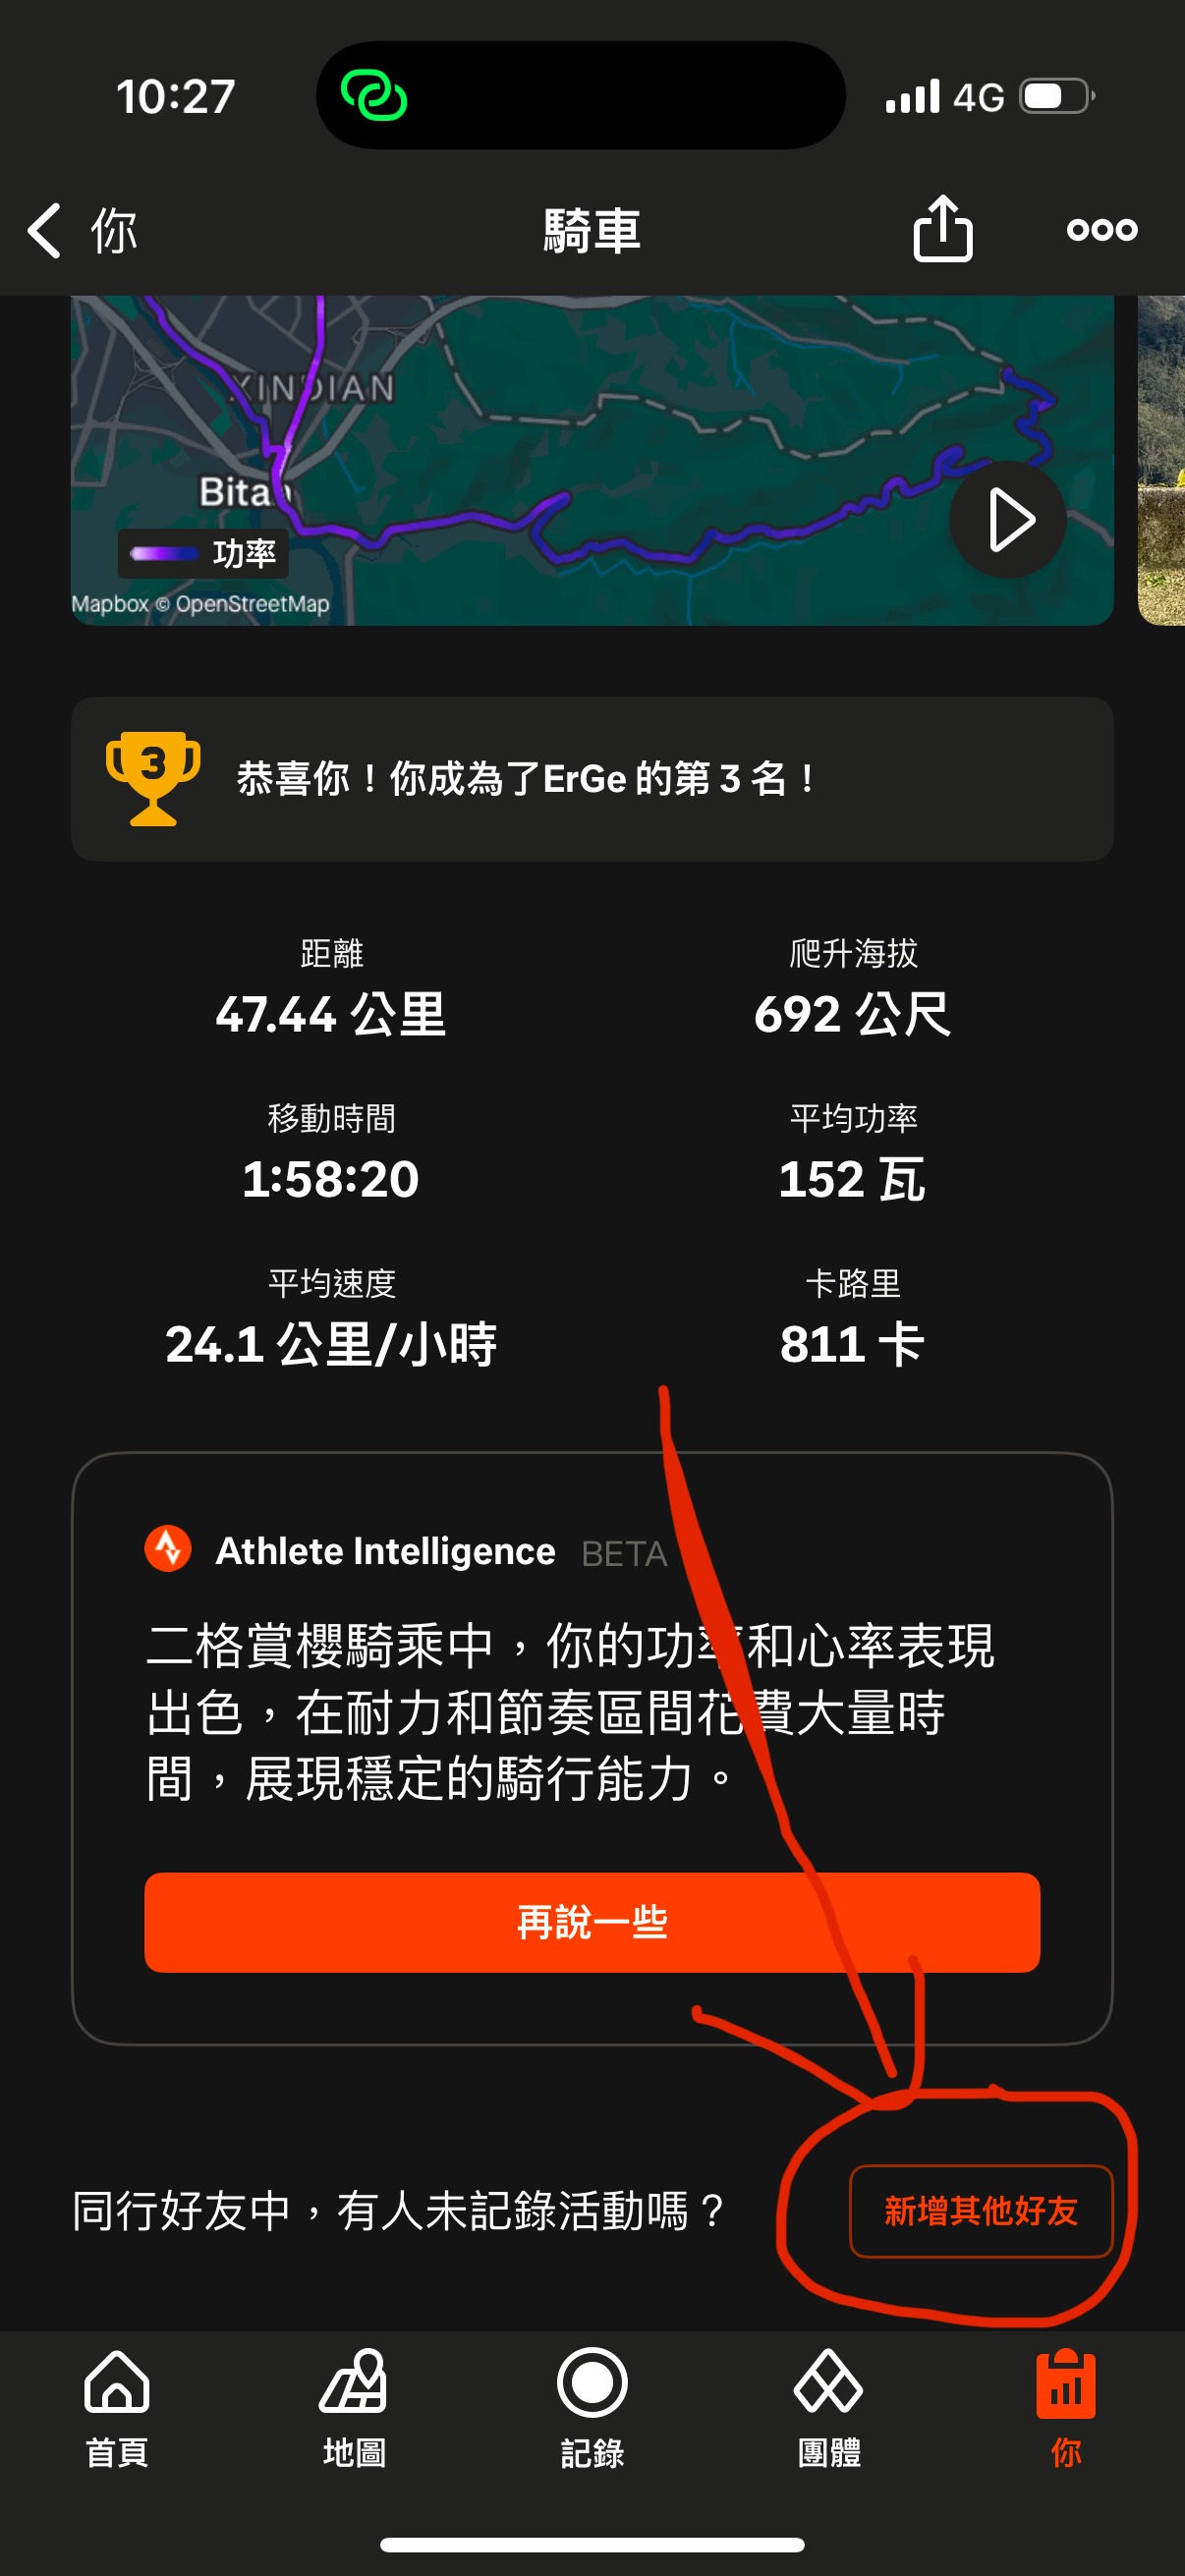 10:27
4G
你
騎車
XINDIAN
Bitan
功率
Mapbox © OpenStreetMap
3
恭喜你！你成為了ErGe 的第 3 名！
距離
爬升海拔
47.44 公里
692 公尺
移動時間
平均功率
1:58:20
152 瓦
平均速度
卡路里
24.1 公里/小時
811 卡
Athlete Intelligence BETA
二格賞櫻騎乘中，你的功率和心率表現
出色，在耐力和節奏區間花費大量時
間，展現穩定的騎行能力。
再說一些
同行好友中，有人未記錄活動嗎？
新增其他好友
首頁
地圖
記錄
團體
你